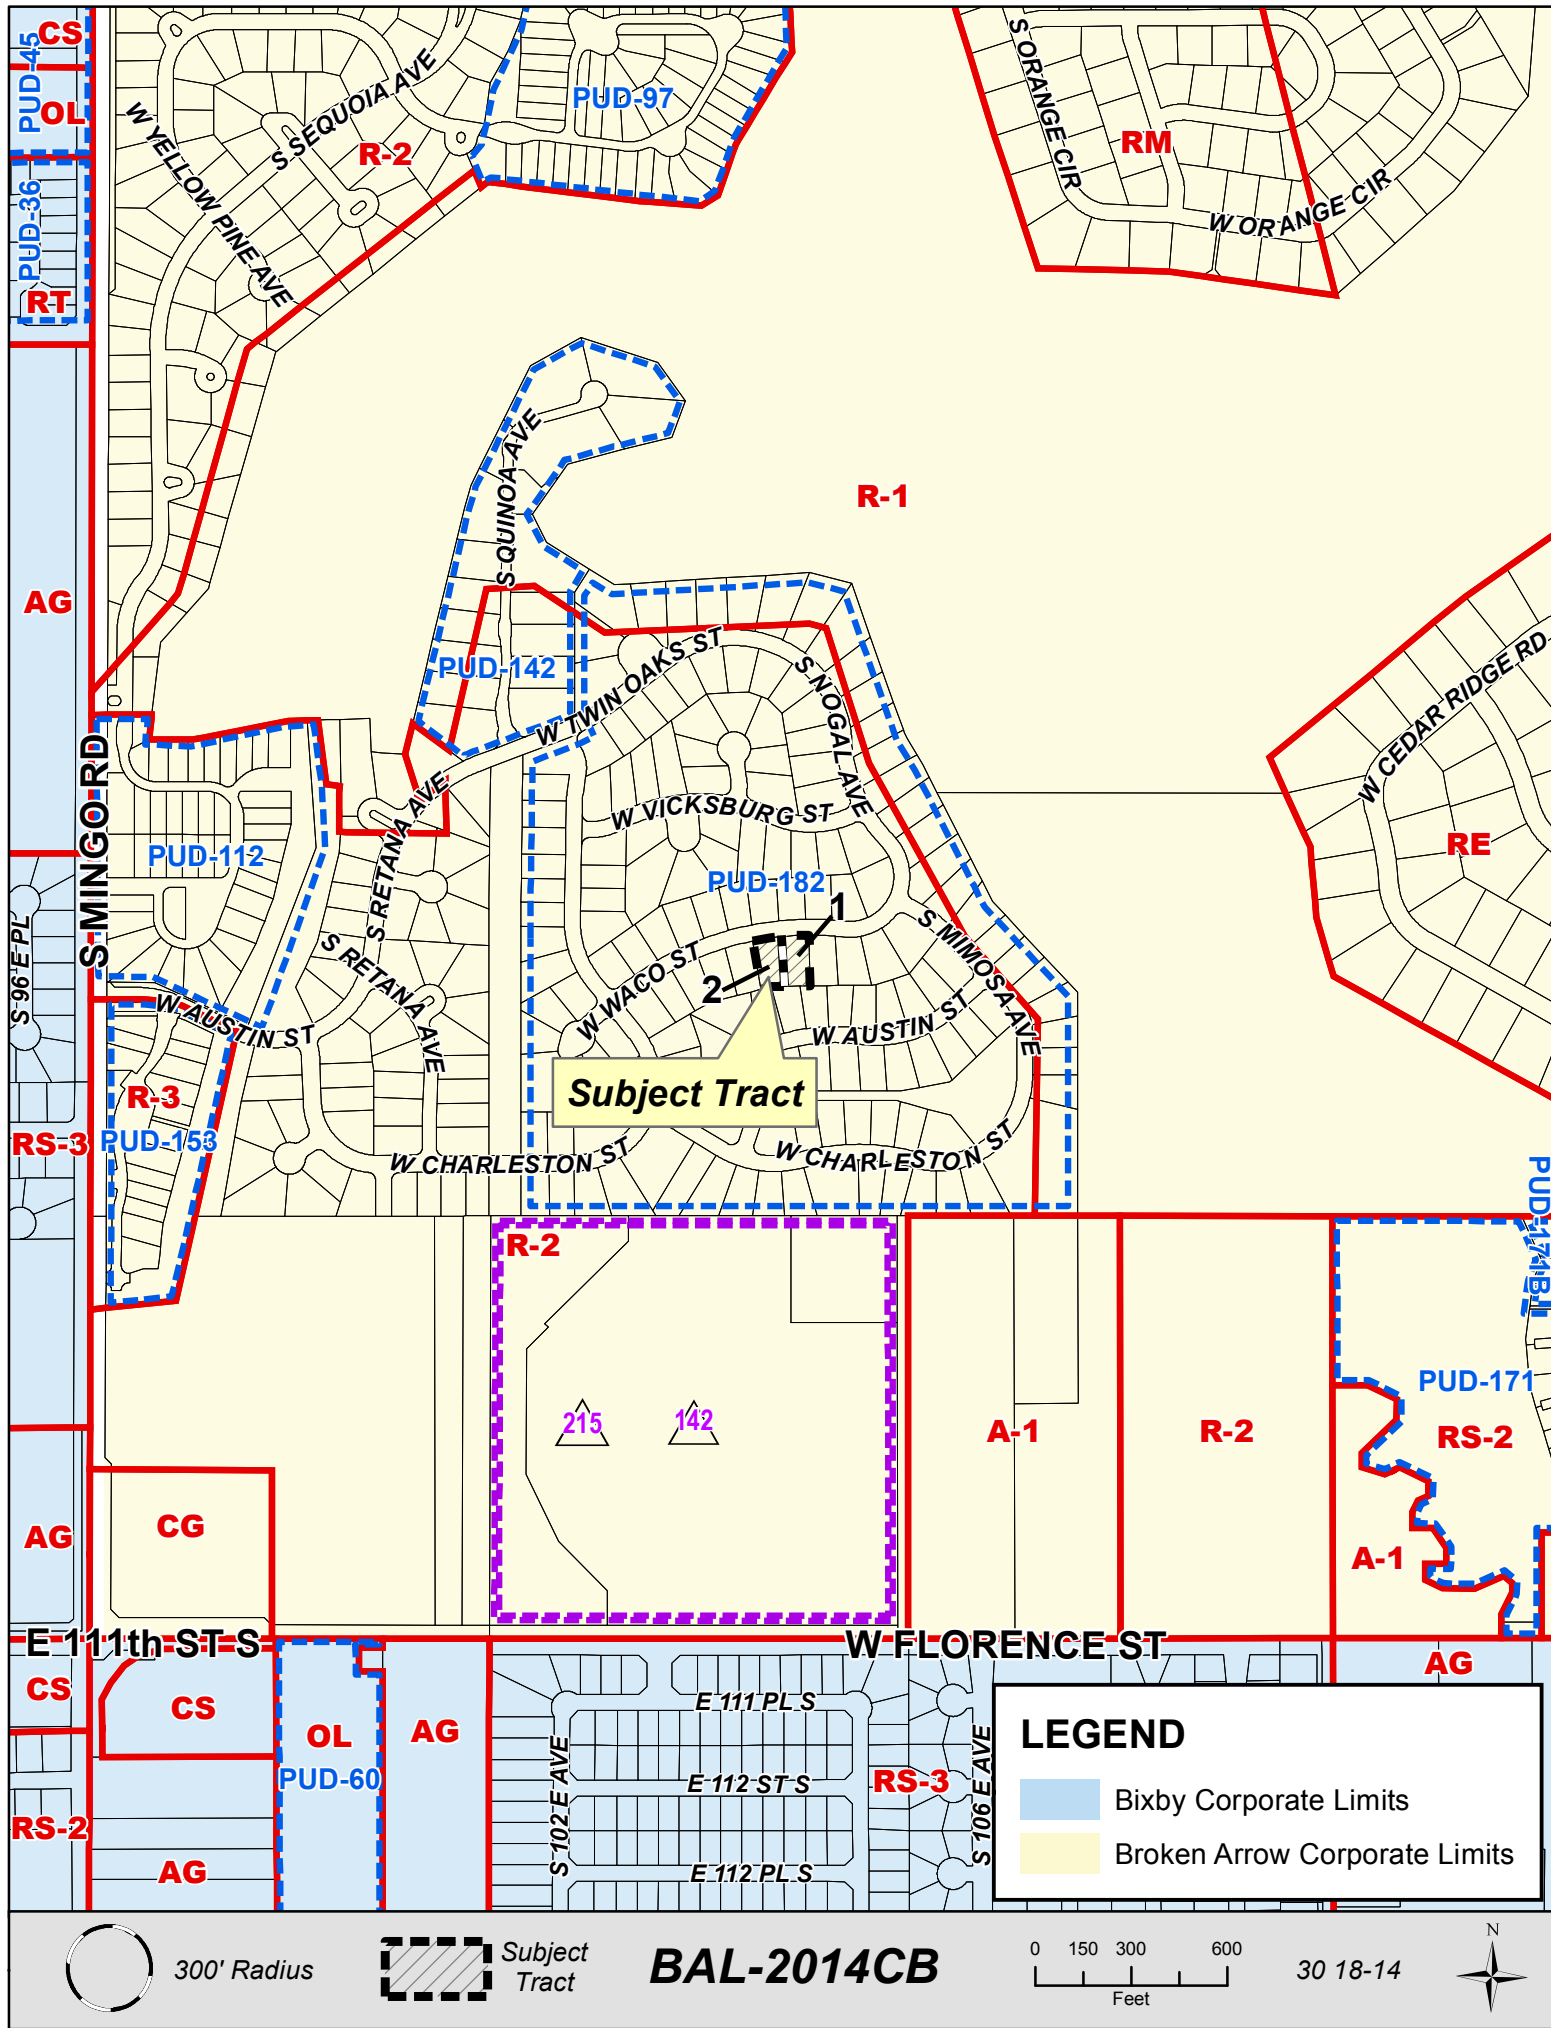 CS
PUD-45
OL
PUD-36
RT
W YELLOW PINE AVE
S SEQUOIA AVE
R-2
PUD-97
S ORANGE CIR
RM
W ORANGE CIR
S QUINOA AVE
R-1
AG
PUD-142
W TWIN OAKS ST
S NOGAL AVE
W CEDAR RIDGE RD
S MINGO RD
S RETANA AVE
W VICKSBURG ST
PUD-112
PUD-182
RE
1
S 96 E PL
S RETANA AVE
W WACO ST
2
S MIMOSA AVE
W AUSTIN ST
W AUSTIN ST
Subject Tract
R-3
RS-3
PUD-153
W CHARLESTON ST
W CHARLESTON ST
PUD-171B
R-2
PUD-171
215
142
A-1
R-2
RS-2
CG
AG
A-1
E 111th ST S
W FLORENCE ST
CS
CS
AG
E 111 PL S
OL
AG
S 102 E AVE
S 106 E AVE
PUD-60
E 112 ST S
RS-3
RS-2
AG
E 112 PL S
LEGEND
Bixby Corporate Limits
Broken Arrow Corporate Limits
300' Radius
Subject
Tract
BAL-2014CB
0 150 300 600
Feet
30 18-14
N